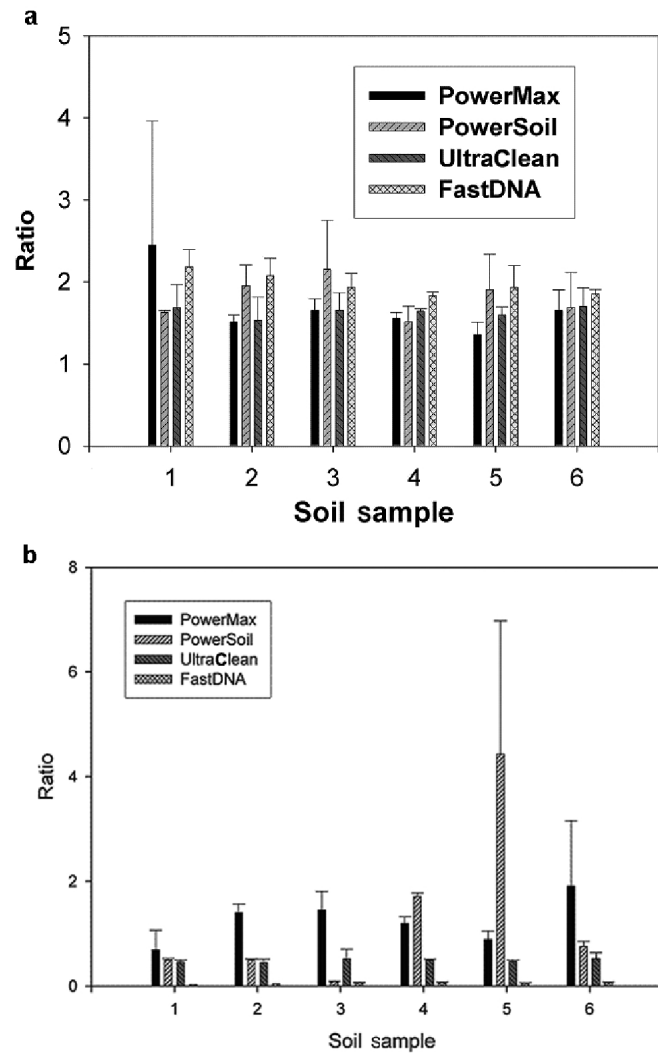 a
5
4
3
2
1
0
Ratio
PowerMax
PowerSoil
UltraClean
FastDNA
1 2 3 4 5 6
Soil sample
b
8
6
4
2
0
Ratio
PowerMax
PowerSoil
UltraClean
FastDNA
1 2 3 4 5 6
Soil sample